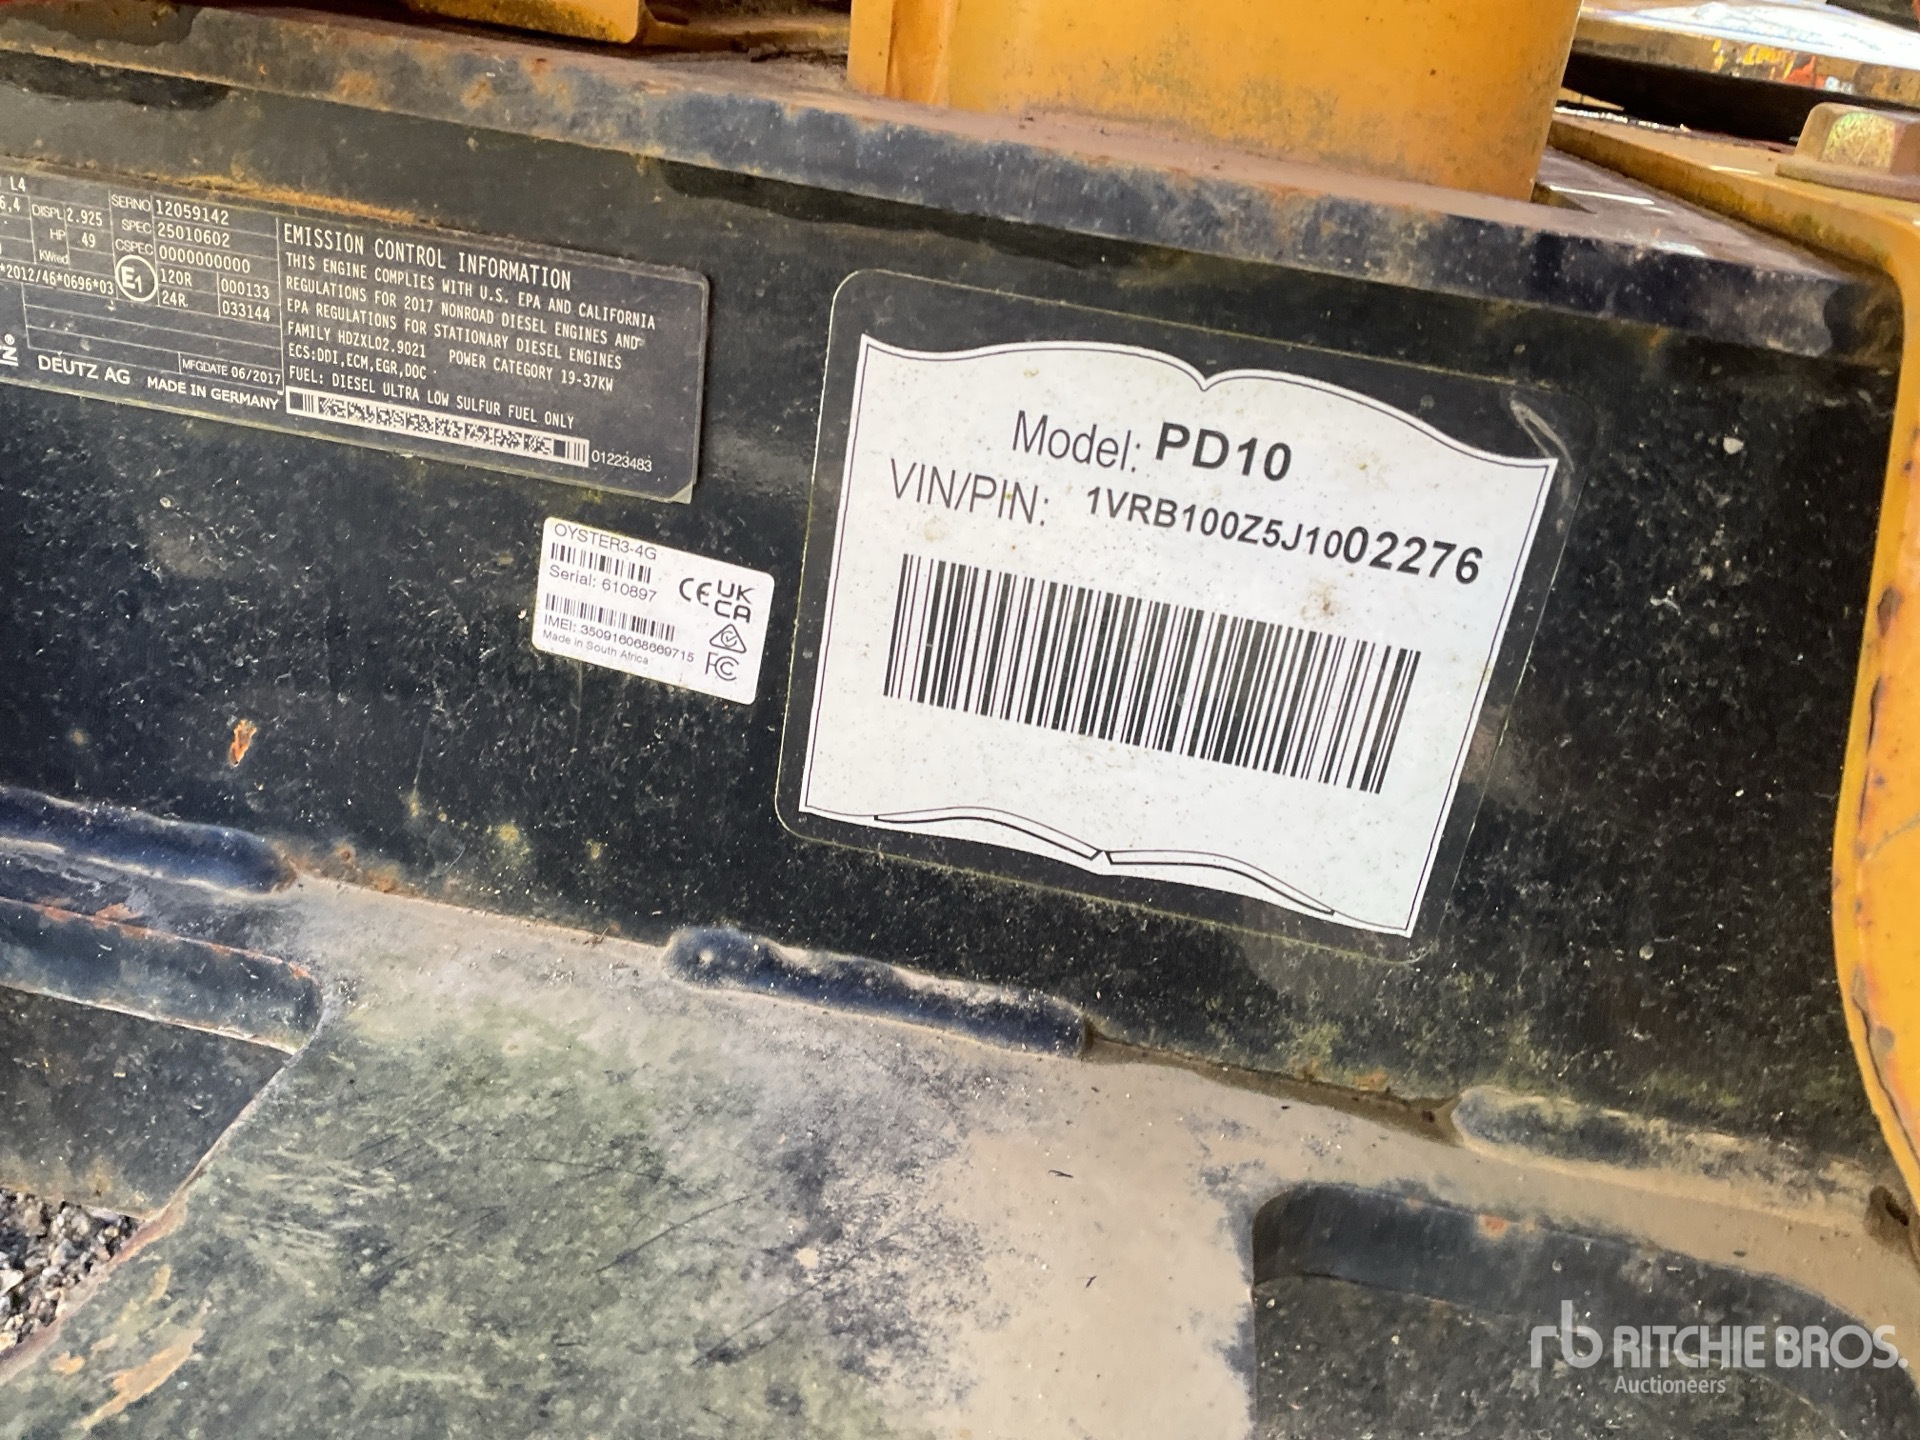 L4
6,4 DISPL 2.925 SERNO 12059142
HP 49 SPEC 25010602
KWred CSPEC 0000000000
*2012/46*0696*03 E1 120R 000133
24R 033144
DEUTZ AG MFGDATE 06/2017
MADE IN GERMANY
EMISSION CONTROL INFORMATION
THIS ENGINE COMPLIES WITH U.S. EPA AND CALIFORNIA
REGULATIONS FOR 2017 NONROAD DIESEL ENGINES AND
EPA REGULATIONS FOR STATIONARY DIESEL ENGINES
FAMILY HDZXL02.9021 POWER CATEGORY 19-37KW
ECS:DDI,ECM,EGR,DOC
FUEL: DIESEL ULTRA LOW SULFUR FUEL ONLY
01223483
OYSTER3-4G
Serial: 610897
CE UK CA
IMEI: 350916068669715
Made in South Africa
FC
Model: PD10
VIN/PIN: 1VRB100Z5J1002276
rb RITCHIE BROS.
Auctioneers